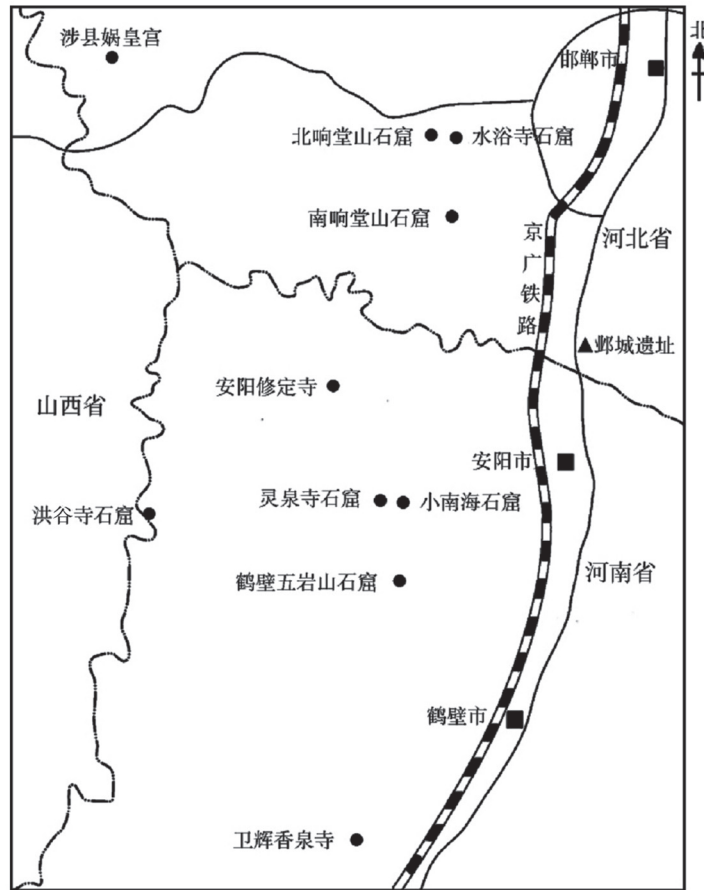 北
涉县娲皇宫
邯郸市
北响堂山石窟
水浴寺石窟
南响堂山石窟
河北省
京广铁路
邺城遗址
安阳修定寺
山西省
安阳市
灵泉寺石窟
小南海石窟
洪谷寺石窟
鹤壁五岩山石窟
河南省
鹤壁市
卫辉香泉寺